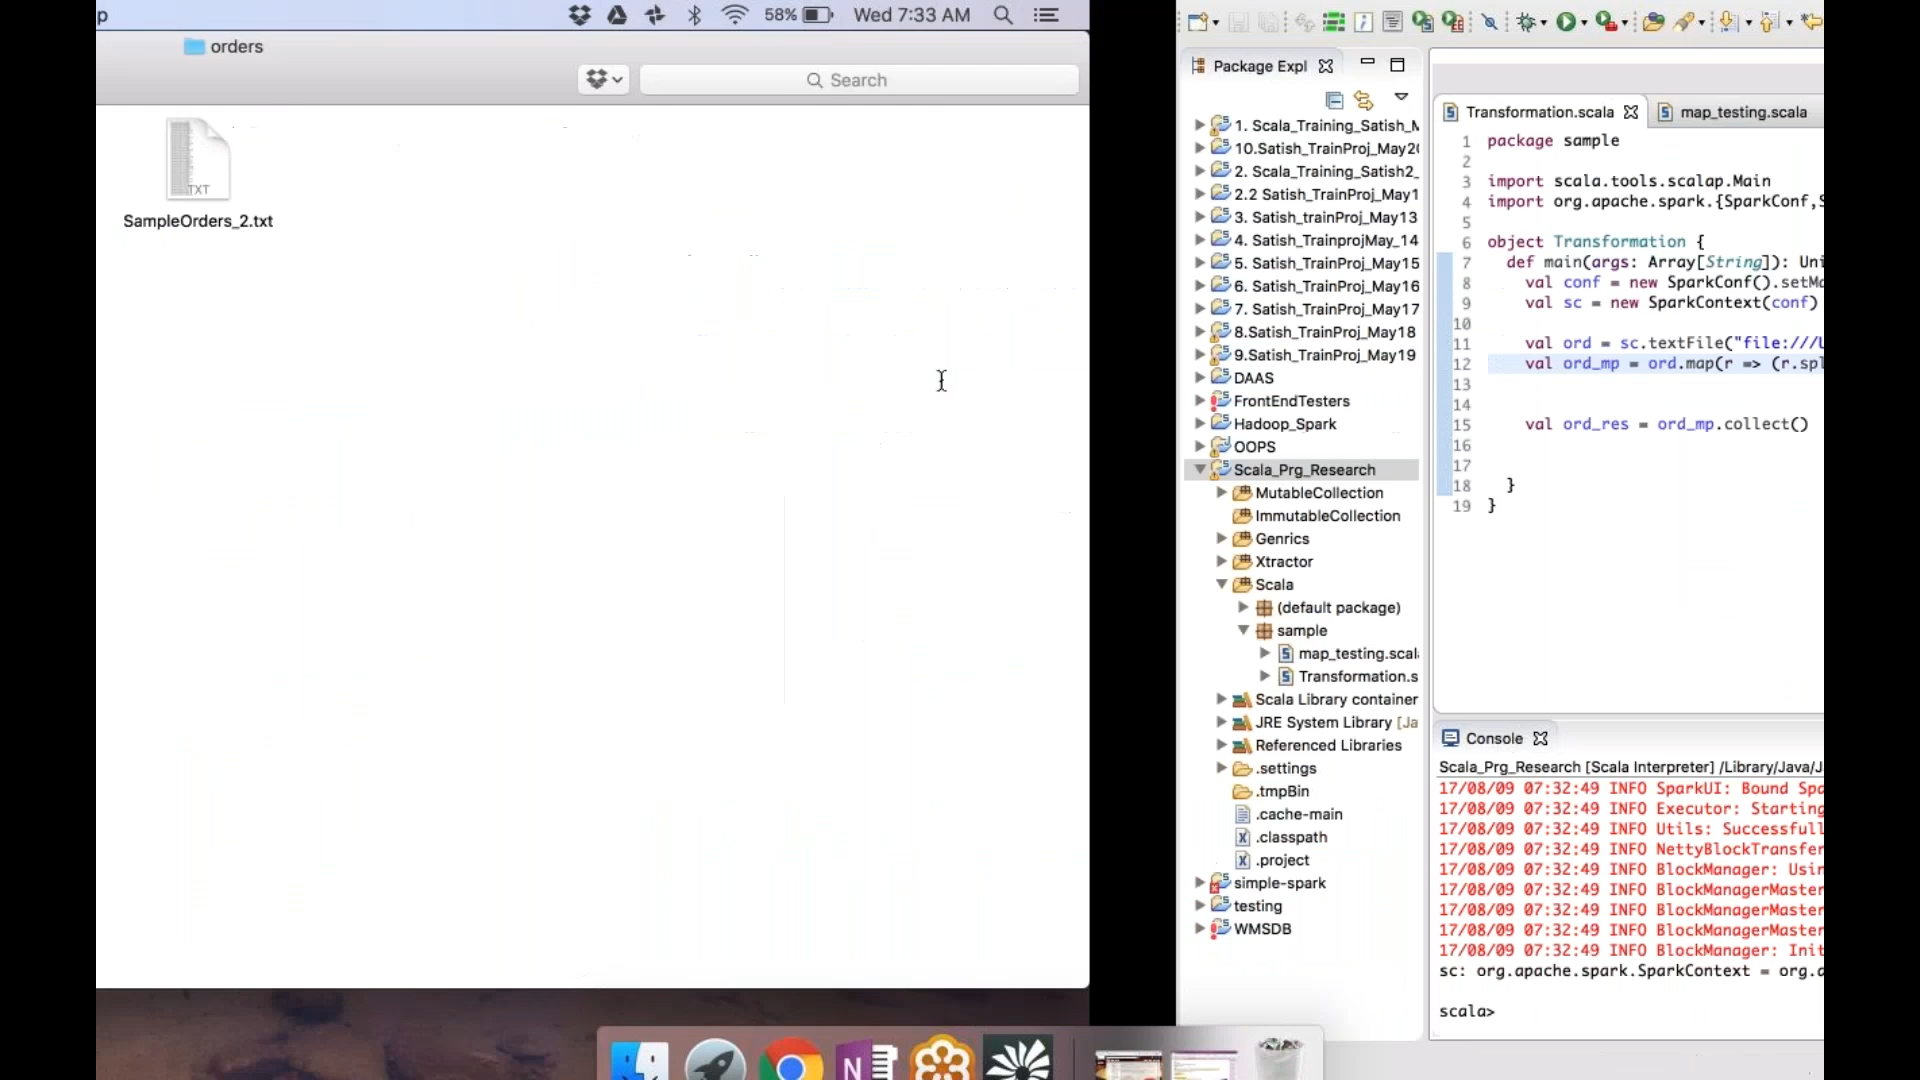 p
58%
Wed 7:33 AM
orders
Search
TXT
SampleOrders_2.txt
Package Expl
1. Scala_Training_Satish_M
10.Satish_TrainProj_May20
2. Scala_Training_Satish2_
2.2 Satish_TrainProj_May1
3. Satish_trainProj_May13
4. Satish_TrainprojMay_14
5. Satish_TrainProj_May15
6. Satish_TrainProj_May16
7. Satish_TrainProj_May17
8.Satish_TrainProj_May18
9.Satish_TrainProj_May19
DAAS
FrontEndTesters
Hadoop_Spark
OOPS
Scala_Prg_Research
MutableCollection
ImmutableCollection
Genrics
Xtractor
Scala
(default package)
sample
map_testing.scal
Transformation.s
Scala Library container
JRE System Library [Ja
Referenced Libraries
.settings
.tmpBin
.cache-main
.classpath
.project
simple-spark
testing
WMSDB
Transformation.scala
map_testing.scala
1 package sample
2
3 import scala.tools.scalap.Main
4 import org.apache.spark.{SparkConf,S
5
6 object Transformation {
7 def main(args: Array[String]): Uni
8 val conf = new SparkConf().setMa
9 val sc = new SparkContext(conf)
10
11 val ord = sc.textFile("file:///U
12 val ord_mp = ord.map(r => (r.spl
13
14
15 val ord_res = ord_mp.collect()
16
17
18 }
19 }
Console
Scala_Prg_Research [Scala Interpreter] /Library/Java/J
17/08/09 07:32:49 INFO SparkUI: Bound Spa
17/08/09 07:32:49 INFO Executor: Starting
17/08/09 07:32:49 INFO Utils: Successfull
17/08/09 07:32:49 INFO NettyBlockTransfer
17/08/09 07:32:49 INFO BlockManager: Usin
17/08/09 07:32:49 INFO BlockManagerMaster
17/08/09 07:32:49 INFO BlockManagerMaster
17/08/09 07:32:49 INFO BlockManagerMaster
17/08/09 07:32:49 INFO BlockManager: Init
sc: org.apache.spark.SparkContext = org.a
scala>